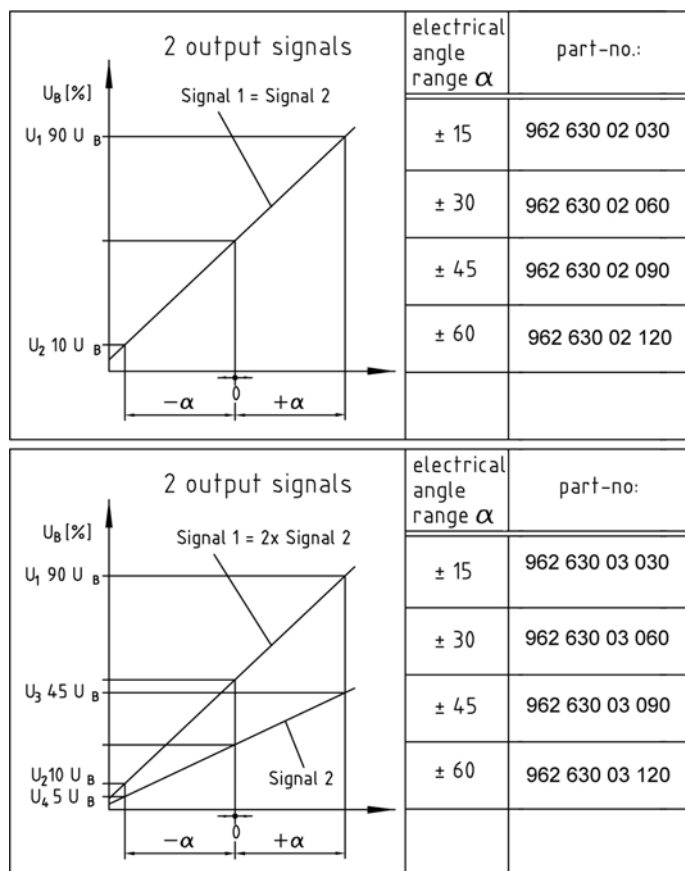 2 output signals
U_B [%]
Signal 1 = Signal 2
U₁ 90 U B
U₂ 10 U B
0
−α +α
electrical
angle
range α
part-no.:
± 15 962 630 02 030
± 30 962 630 02 060
± 45 962 630 02 090
± 60 962 630 02 120
2 output signals
U_B [%]
Signal 1 = 2x Signal 2
U₁ 90 U B
U₃ 45 U B
U₂10 U B
U₄ 5 U B
Signal 2
0
−α +α
electrical
angle
range α
part-no:
± 15 962 630 03 030
± 30 962 630 03 060
± 45 962 630 03 090
± 60 962 630 03 120